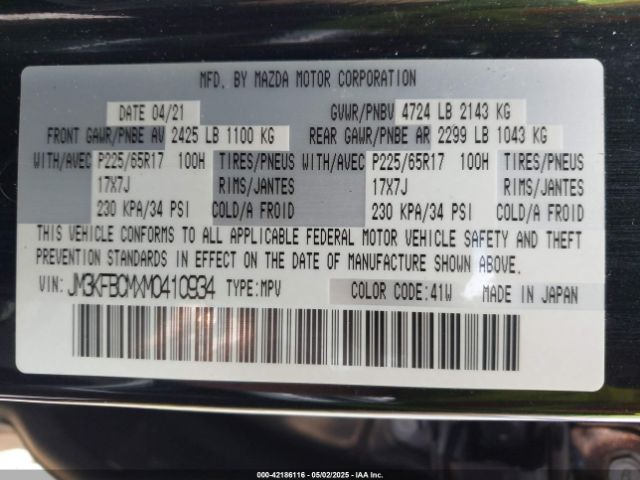 MFD. BY MAZDA MOTOR CORPORATION
DATE 04/21 GVWR/PNBV 4724 LB 2143 KG
FRONT GAWR/PNBE AV 2425 LB 1100 KG REAR GAWR/PNBE AR 2299 LB 1043 KG
WITH/AVEC P225/65R17 100H TIRES/PNEUS WITH/AVEC P225/65R17 100H TIRES/PNEUS
17X7J RIMS/JANTES 17X7J RIMS/JANTES
230 KPA/34 PSI COLD/A FROID 230 KPA/34 PSI COLD/A FROID
THIS VEHICLE CONFORMS TO ALL APPLICABLE FEDERAL MOTOR VEHICLE SAFETY AND THEFT
PREVENTION STANDARDS IN EFFECT ON THE DATE OF MANUFACTURE SHOWN ABOVE.
VIN: JM3KFBCMXM0410934 TYPE:MPV COLOR CODE:41W MADE IN JAPAN
000-42186116 - 05/02/2025 - IAAI.com